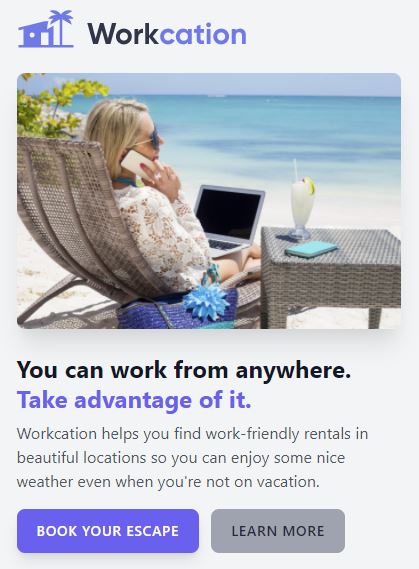 Workcation
You can work from anywhere.
Take advantage of it.
Workcation helps you find work-friendly rentals in
beautiful locations so you can enjoy some nice
weather even when you're not on vacation.
BOOK YOUR ESCAPE LEARN MORE